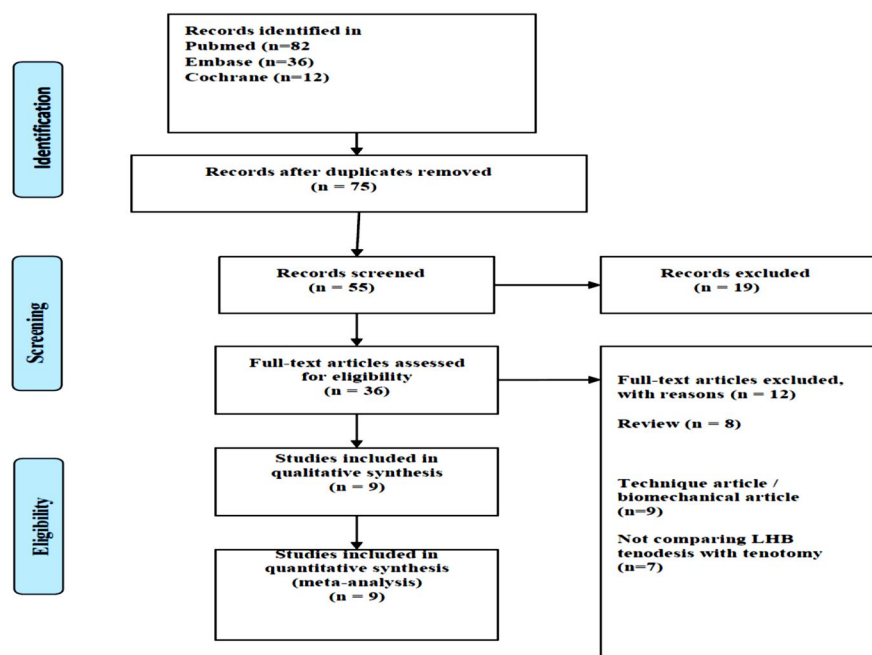 Identification
Records identified in
Pubmed (n=82
Embase (n=36)
Cochrane (n=12)
Records after duplicates removed
(n = 75)
Screening
Records screened
(n = 55)
Records excluded
(n = 19)
Full-text articles assessed
for eligibility
(n = 36)
Full-text articles excluded,
with reasons (n = 12)
Review (n = 8)
Technique article /
biomechanical article
(n=9)
Not comparing LHB
tenodesis with tenotomy
(n=7)
Eligibility
Studies included in
qualitative synthesis
(n = 9)
Studies included in
quantitative synthesis
(meta-analysis)
(n = 9)